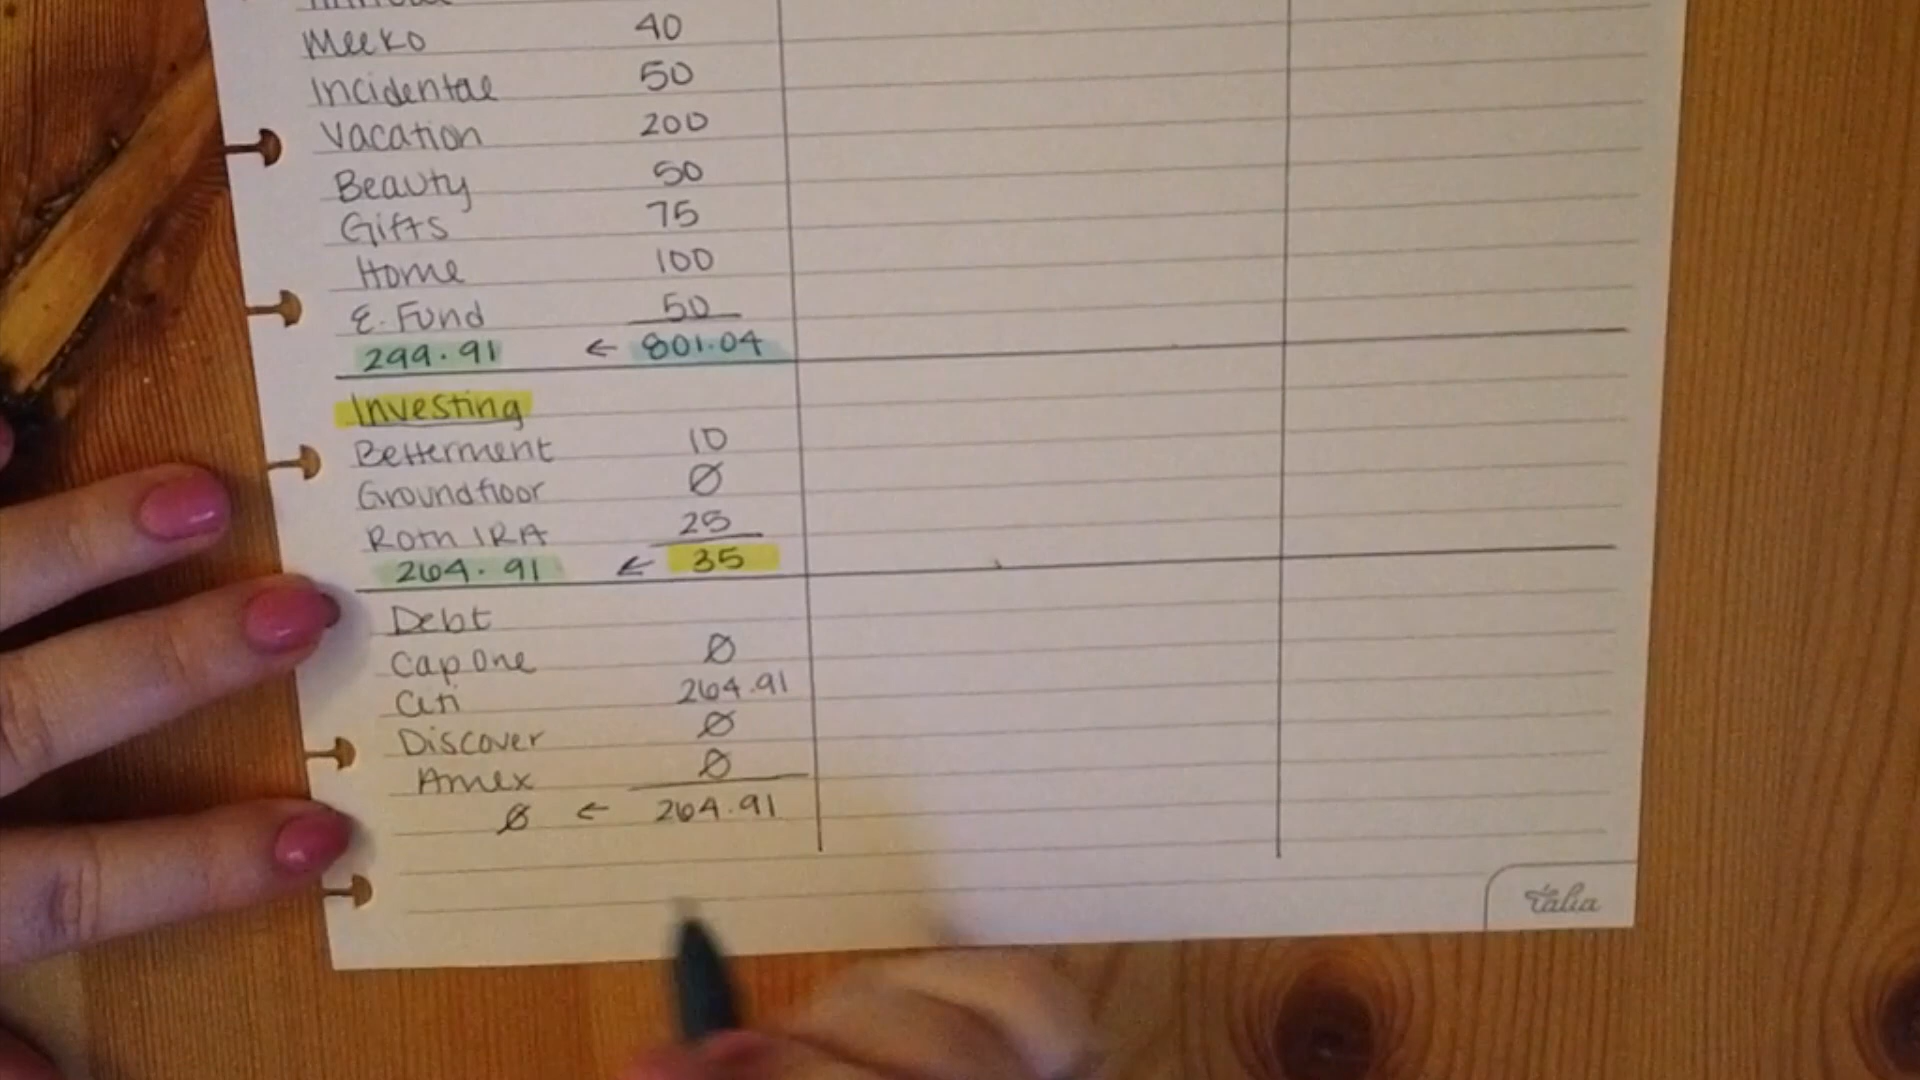 Meeko 40
Incidental 50
Vacation 200
Beauty 50
Gifts 75
Home 100
E. Fund 50
299.91 ← 801.04
Investing
Betterment 10
Groundfloor Ø
Roth IRA 25
264.91 ← 35
Debt
Cap One Ø
Citi 264.91
Discover Ø
Amex Ø
Ø ← 264.91
Talia